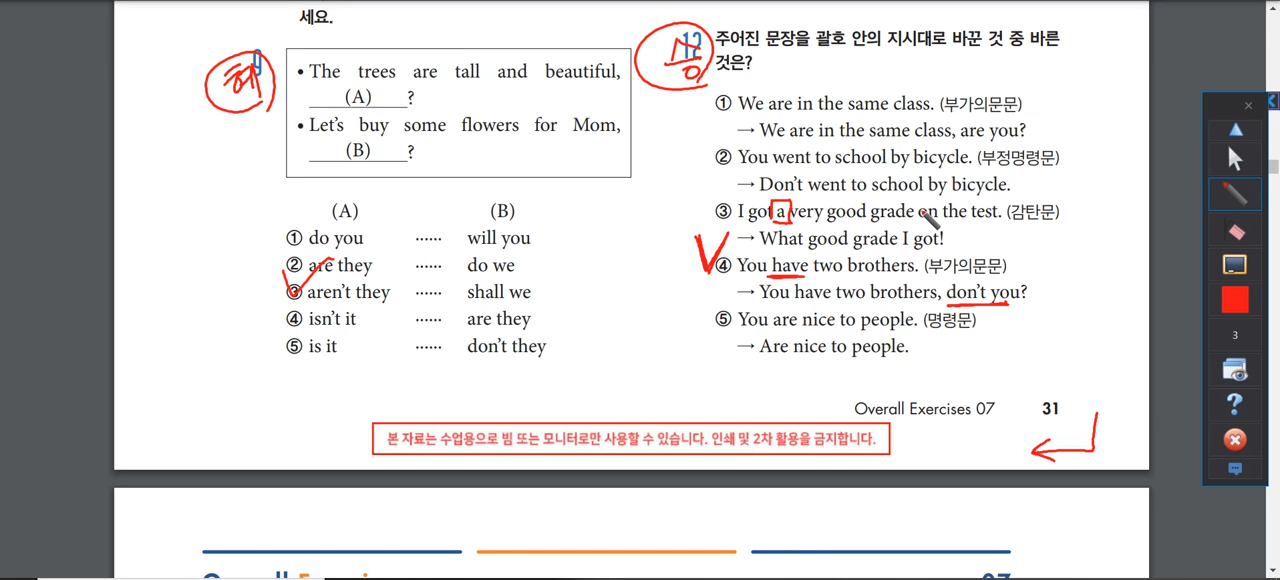 세요.
9
• The trees are tall and beautiful,
(A) ?
• Let's buy some flowers for Mom,
(B) ?
(A) (B)
① do you ...... will you
② are they ...... do we
③ aren't they ...... shall we
④ isn't it ...... are they
⑤ is it ...... don't they
12 주어진 문장을 괄호 안의 지시대로 바꾼 것 중 바른
것은?
① We are in the same class. (부가의문문)
→ We are in the same class, are you?
② You went to school by bicycle. (부정명령문)
→ Don't went to school by bicycle.
③ I got a very good grade on the test. (감탄문)
→ What good grade I got!
④ You have two brothers. (부가의문문)
→ You have two brothers, don't you?
⑤ You are nice to people. (명령문)
→ Are nice to people.
Overall Exercises 07 31
본 자료는 수업용으로 빔 또는 모니터로만 사용할 수 있습니다. 인쇄 및 2차 활용을 금지합니다.
3